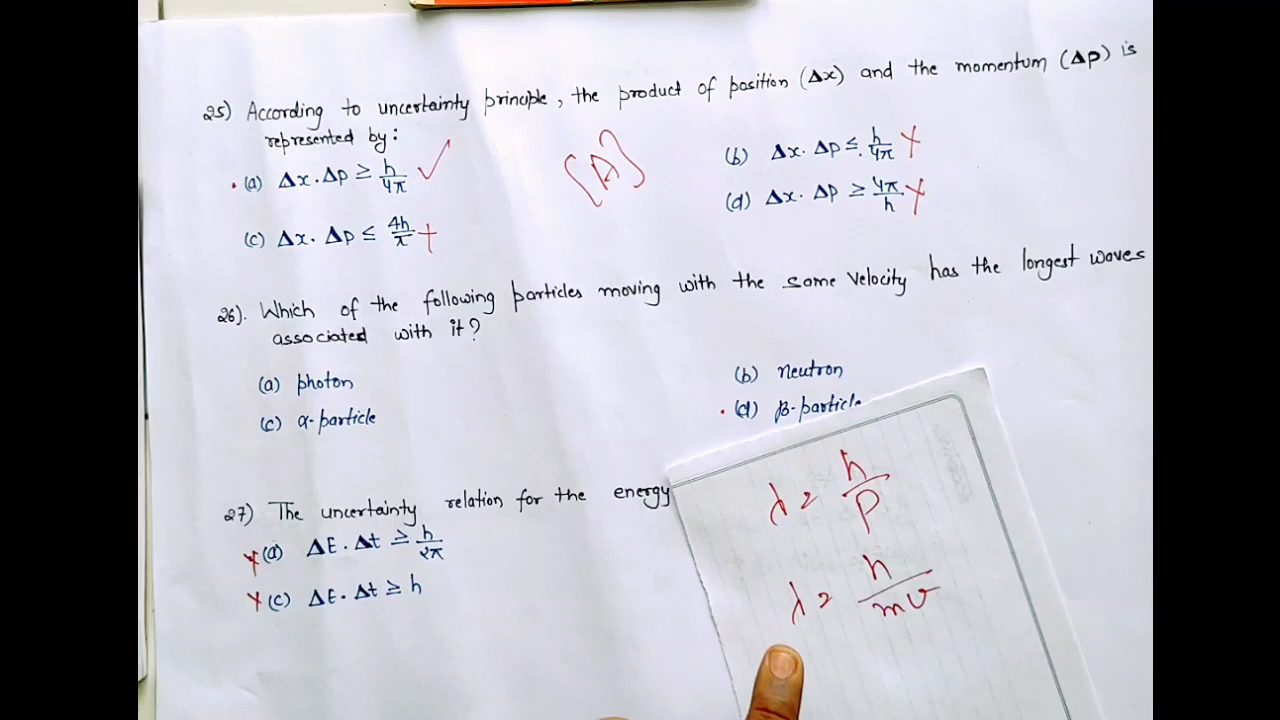 25) According to uncertainty principle, the product of position (Δx) and the momentum (Δp) is
represented by:
(a) Δx.Δp ≥ h/4π ✓
[A]
(b) Δx. Δp ≤ h/4π ×
(c) Δx. Δp ≤ 4h/π ×
(d) Δx. Δp ≥ 4π/h ×
26). Which of the following particles moving with the same velocity has the longest waves
associated with it?
(a) photon
(b) neutron
(c) α-particle
(d) β-particle
27) The uncertainty relation for the energy
× (a) ΔE. Δt ≥ h/2π
× (c) ΔE. Δt ≥ h
λ = h/P
λ = h/mv